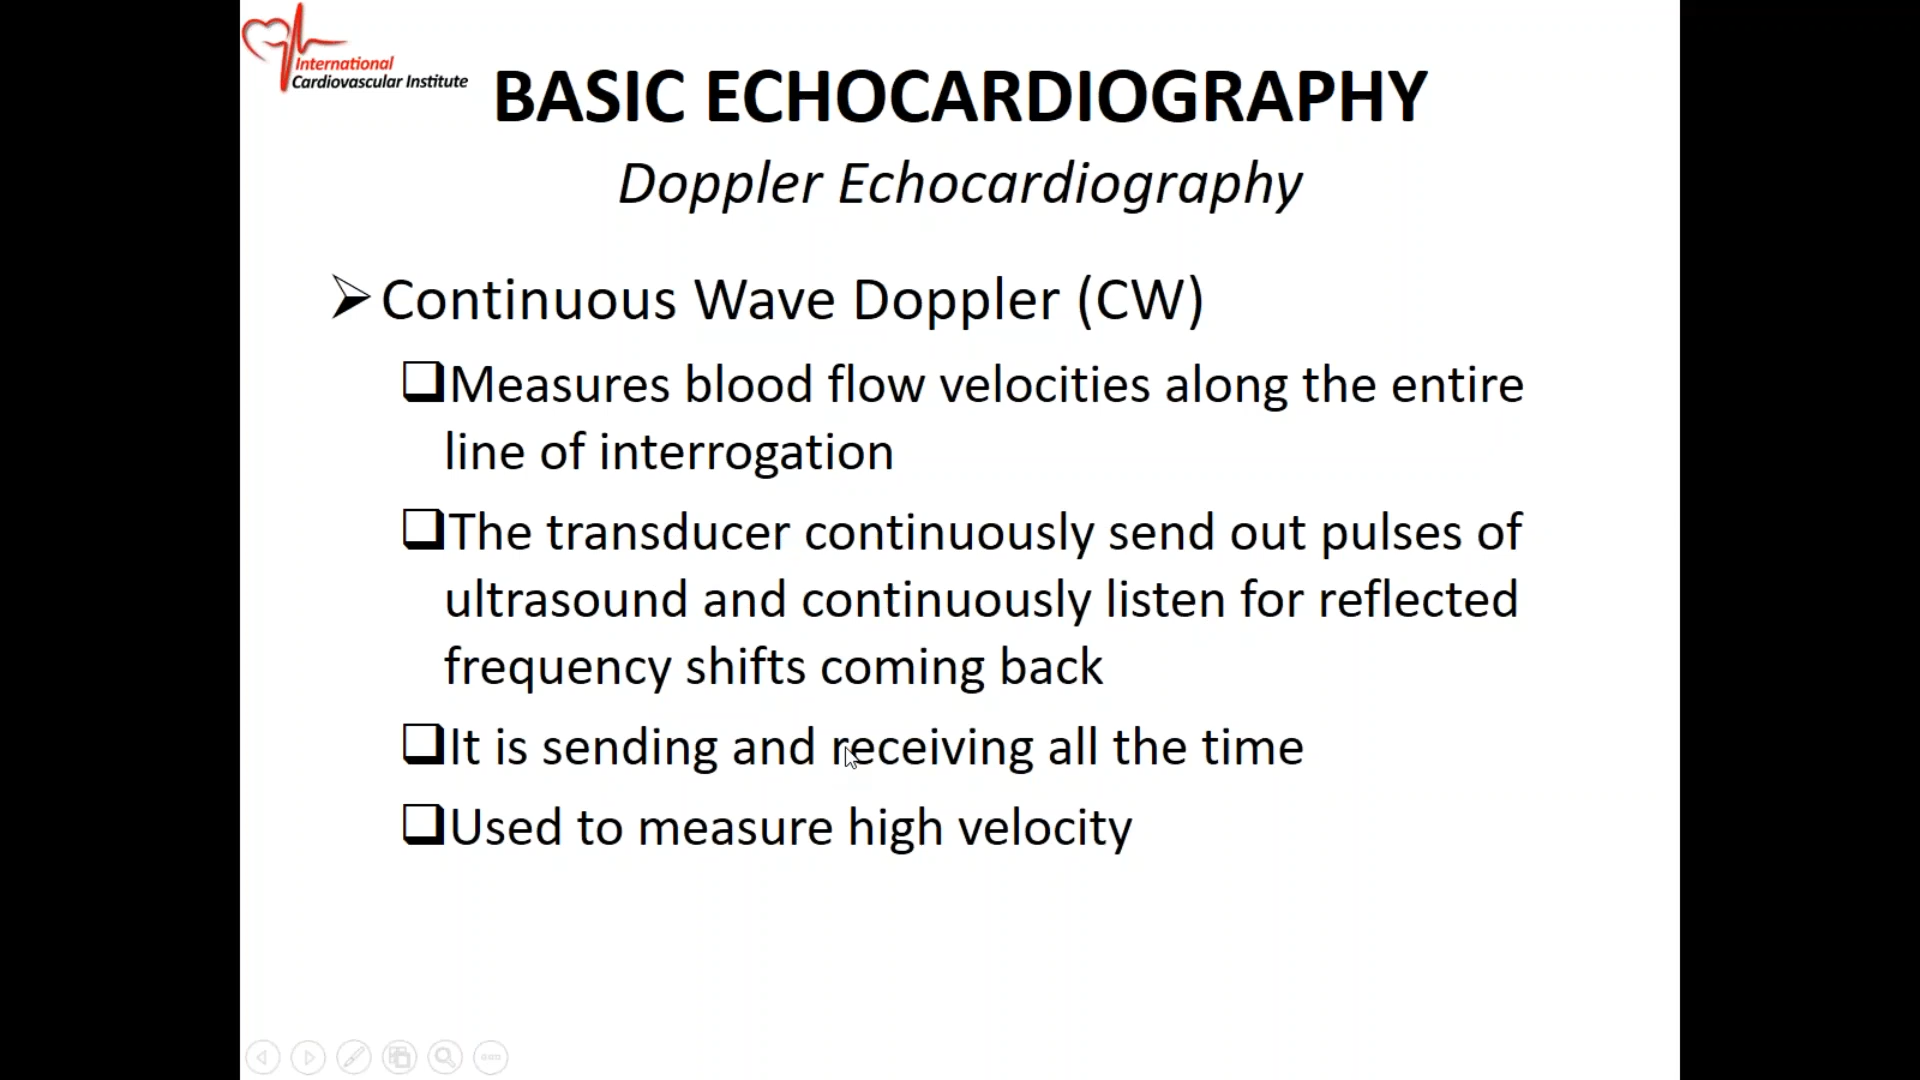 International
Cardiovascular Institute
BASIC ECHOCARDIOGRAPHY
Doppler Echocardiography
Continuous Wave Doppler (CW)
Measures blood flow velocities along the entire
line of interrogation
The transducer continuously send out pulses of
ultrasound and continuously listen for reflected
frequency shifts coming back
It is sending and receiving all the time
Used to measure high velocity